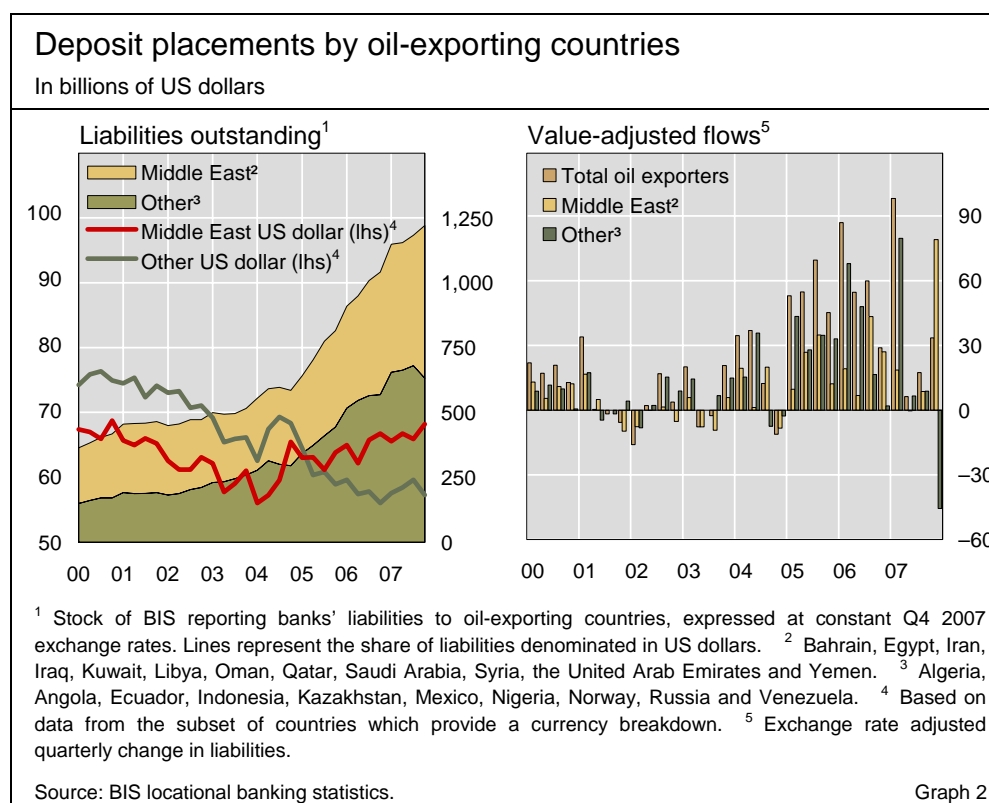 Deposit placements by oil-exporting countries
In billions of US dollars
Liabilities outstanding¹
Middle East²
Other³
Middle East US dollar (lhs)⁴
Other US dollar (lhs)⁴
100
90
80
70
60
50
1,250
1,000
750
500
250
0
00 01 02 03 04 05 06 07
Value-adjusted flows⁵
Total oil exporters
Middle East²
Other³
90
60
30
0
–30
–60
00 01 02 03 04 05 06 07
¹ Stock of BIS reporting banks’ liabilities to oil-exporting countries, expressed at constant Q4 2007
exchange rates. Lines represent the share of liabilities denominated in US dollars. ² Bahrain, Egypt, Iran,
Iraq, Kuwait, Libya, Oman, Qatar, Saudi Arabia, Syria, the United Arab Emirates and Yemen. ³ Algeria,
Angola, Ecuador, Indonesia, Kazakhstan, Mexico, Nigeria, Norway, Russia and Venezuela. ⁴ Based on
data from the subset of countries which provide a currency breakdown. ⁵ Exchange rate adjusted
quarterly change in liabilities.
Source: BIS locational banking statistics.
Graph 2